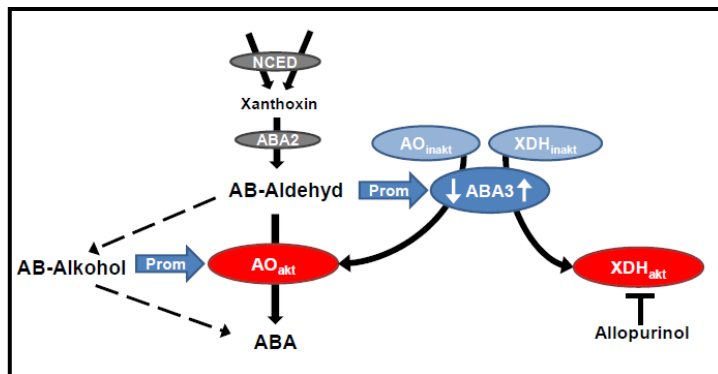 NCED
Xanthoxin
ABA2
AOinakt
XDHinakt
AB-Aldehyd
Prom
ABA3
AB-Alkohol
Prom
AOakt
XDHakt
ABA
Allopurinol